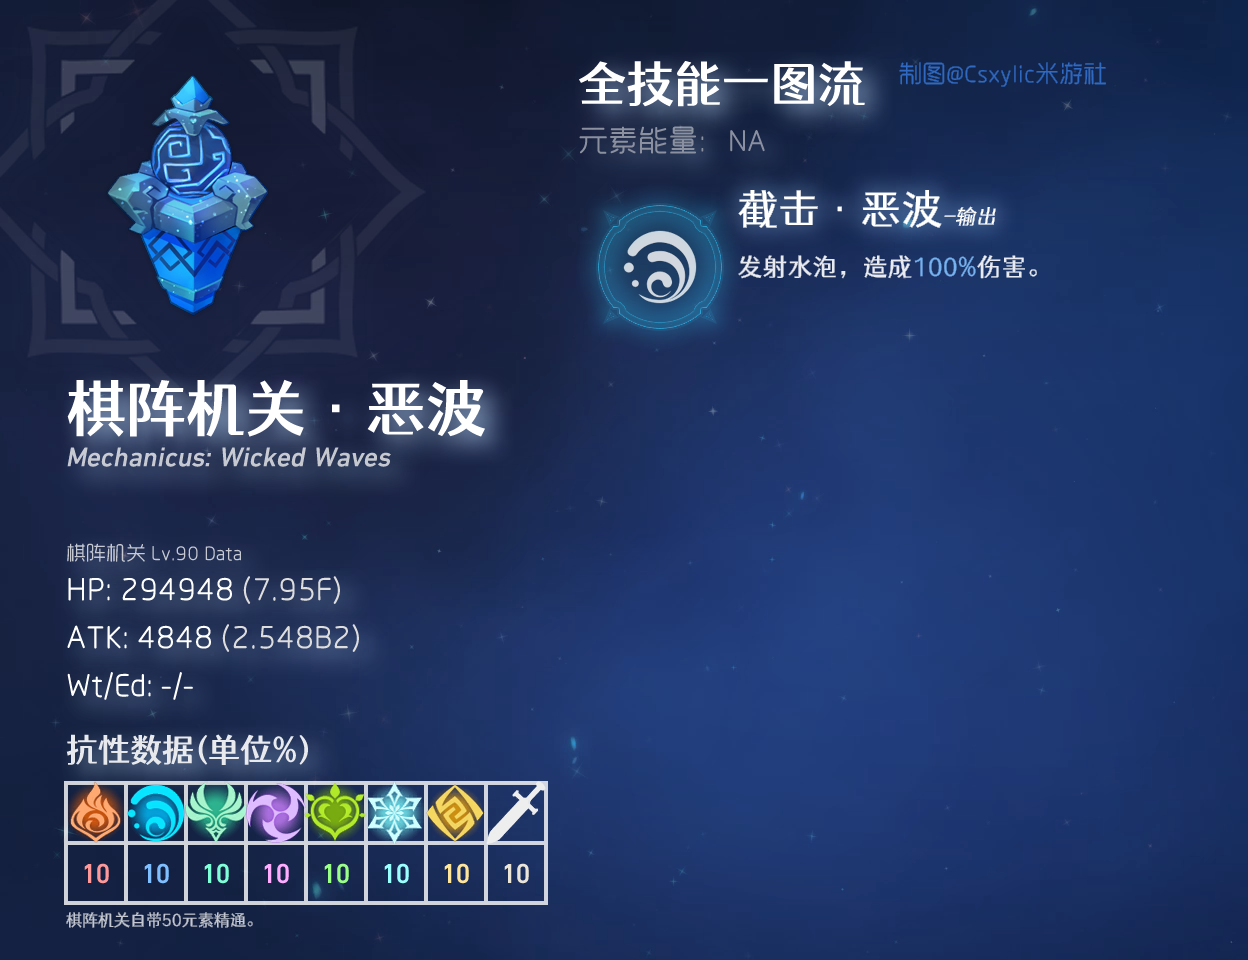 全技能一图流
制图@Csxylic米游社
元素能量： NA
截击 · 恶波-输出
发射水泡，造成100%伤害。
棋阵机关 · 恶波
Mechanicus: Wicked Waves
棋阵机关 Lv.90 Data
HP: 294948 (7.95F)
ATK: 4848 (2.548B2)
Wt/Ed: -/-
抗性数据(单位%)
10 10 10 10 10 10 10 10
棋阵机关自带50元素精通。